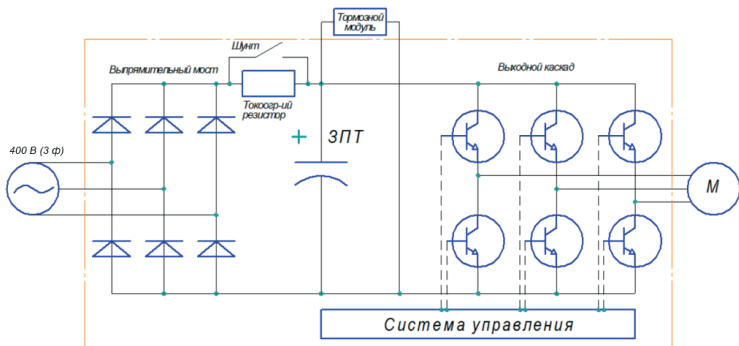 Тормозной
модуль
Шунт
Выпрямительный мост
Выходной каскад
Токоогр-ий
резистор
+ ЗПТ
400 В (3 ф)
М
Система управления